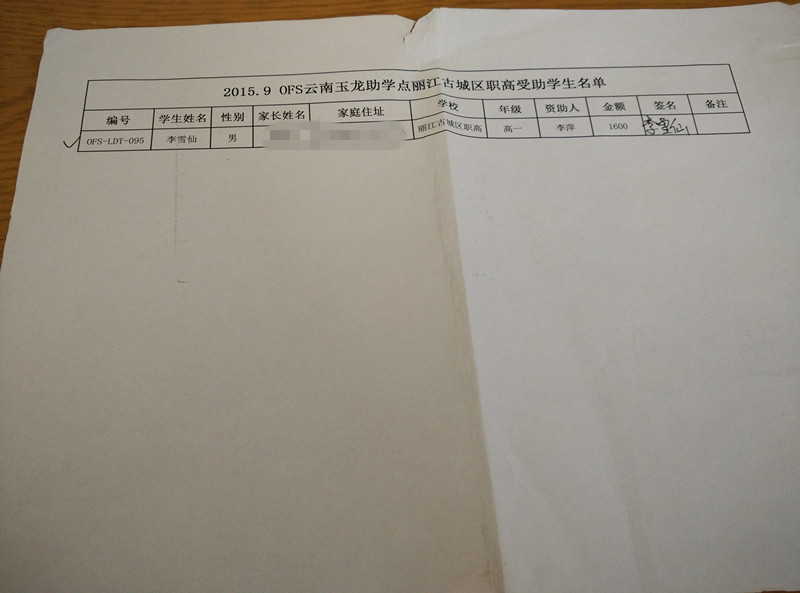 2015.9 OFS云南玉龙助学点丽江古城区职高受助学生名单
编号 学生姓名 性别 家长姓名 家庭住址 学校 年级 资助人 金额 签名 备注
OFS-LDT-095 李雪仙 男 丽江古城区职高 高一 李萍 1600 李雪仙